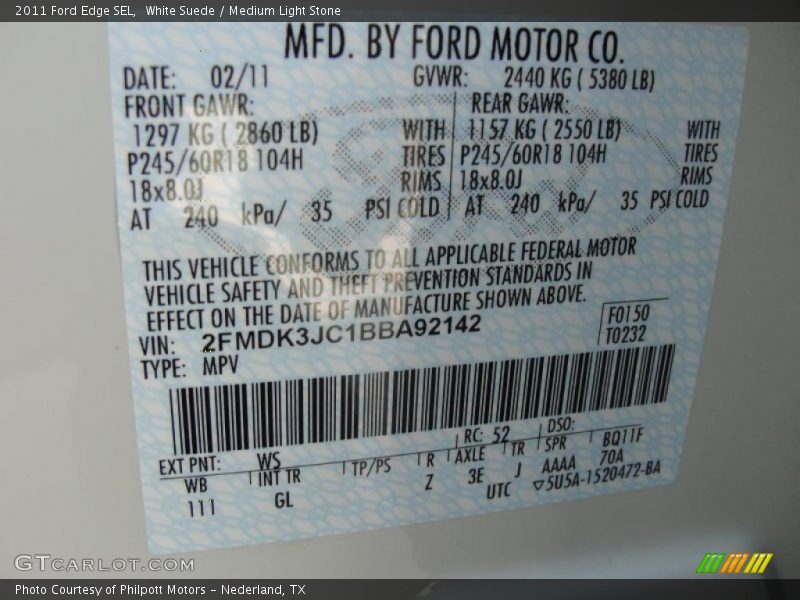 2011 Ford Edge SEL, White Suede / Medium Light Stone
MFD. BY FORD MOTOR CO.
DATE: 02/11 GVWR: 2440 KG ( 5380 LB)
FRONT GAWR: REAR GAWR:
1297 KG ( 2860 LB) WITH 1157 KG ( 2550 LB) WITH
P245/60R18 104H TIRES P245/60R18 104H TIRES
18x8.0J RIMS 18x8.0J RIMS
AT 240 kPa/ 35 PSI COLD AT 240 kPa/ 35 PSI COLD
THIS VEHICLE CONFORMS TO ALL APPLICABLE FEDERAL MOTOR
VEHICLE SAFETY AND THEFT PREVENTION STANDARDS IN
EFFECT ON THE DATE OF MANUFACTURE SHOWN ABOVE.
VIN: 2FMDK3JC1BBA92142
TYPE: MPV
F0150
T0232
EXT PNT: WS RC: 52 DSO:
WB INT TR TP/PS R AXLE TR SPR BQ11F
111 GL Z 3E J AAAA 70A
UTC ▽5U5A-1520472-BA
GTCARLOT.COM
Photo Courtesy of Philpott Motors - Nederland, TX